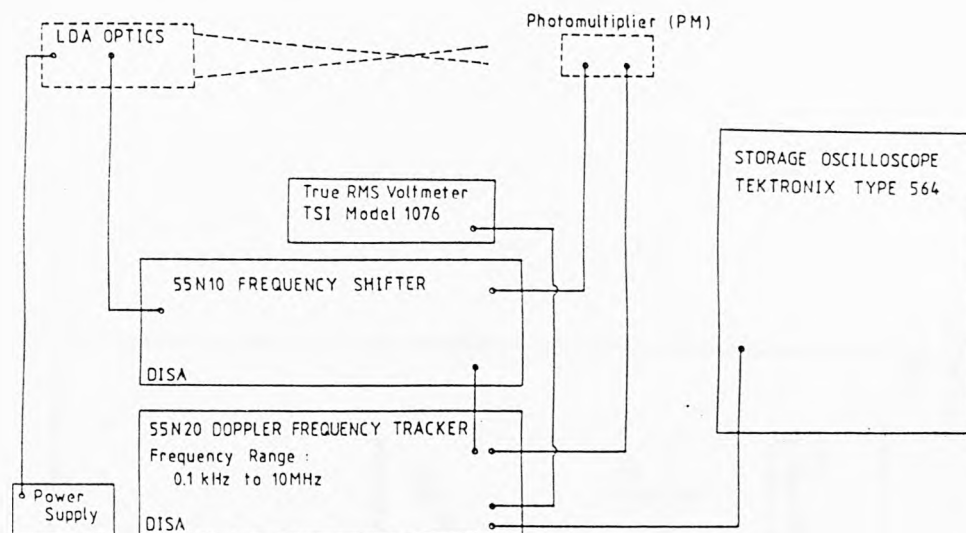 Photomultiplier (PM)
LDA OPTICS
STORAGE OSCILLOSCOPE
TEKTRONIX TYPE 564
True RMS Voltmeter
TSI Model 1076
55N10 FREQUENCY SHIFTER
DISA
55N20 DOPPLER FREQUENCY TRACKER
Frequency Range :
0.1 kHz to 10MHz
DISA
Power
Supply